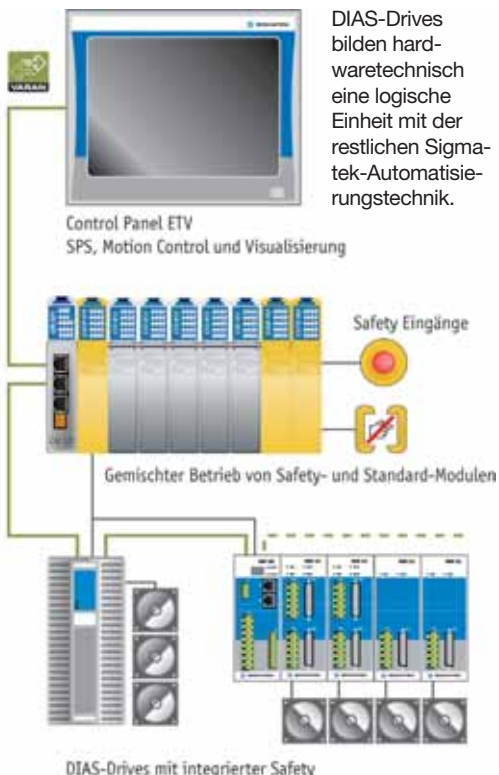 DIAS-Drives
bilden hard-
waretechnisch
eine logische
Einheit mit der
restlichen Sigma-
tek-Automatisie-
rungstechnik.
VARAN
Control Panel ETV
SPS, Motion Control und Visualisierung
Safety Eingänge
Gemischter Betrieb von Safety- und Standard-Modulen
DIAS-Drives mit integrierter Safety